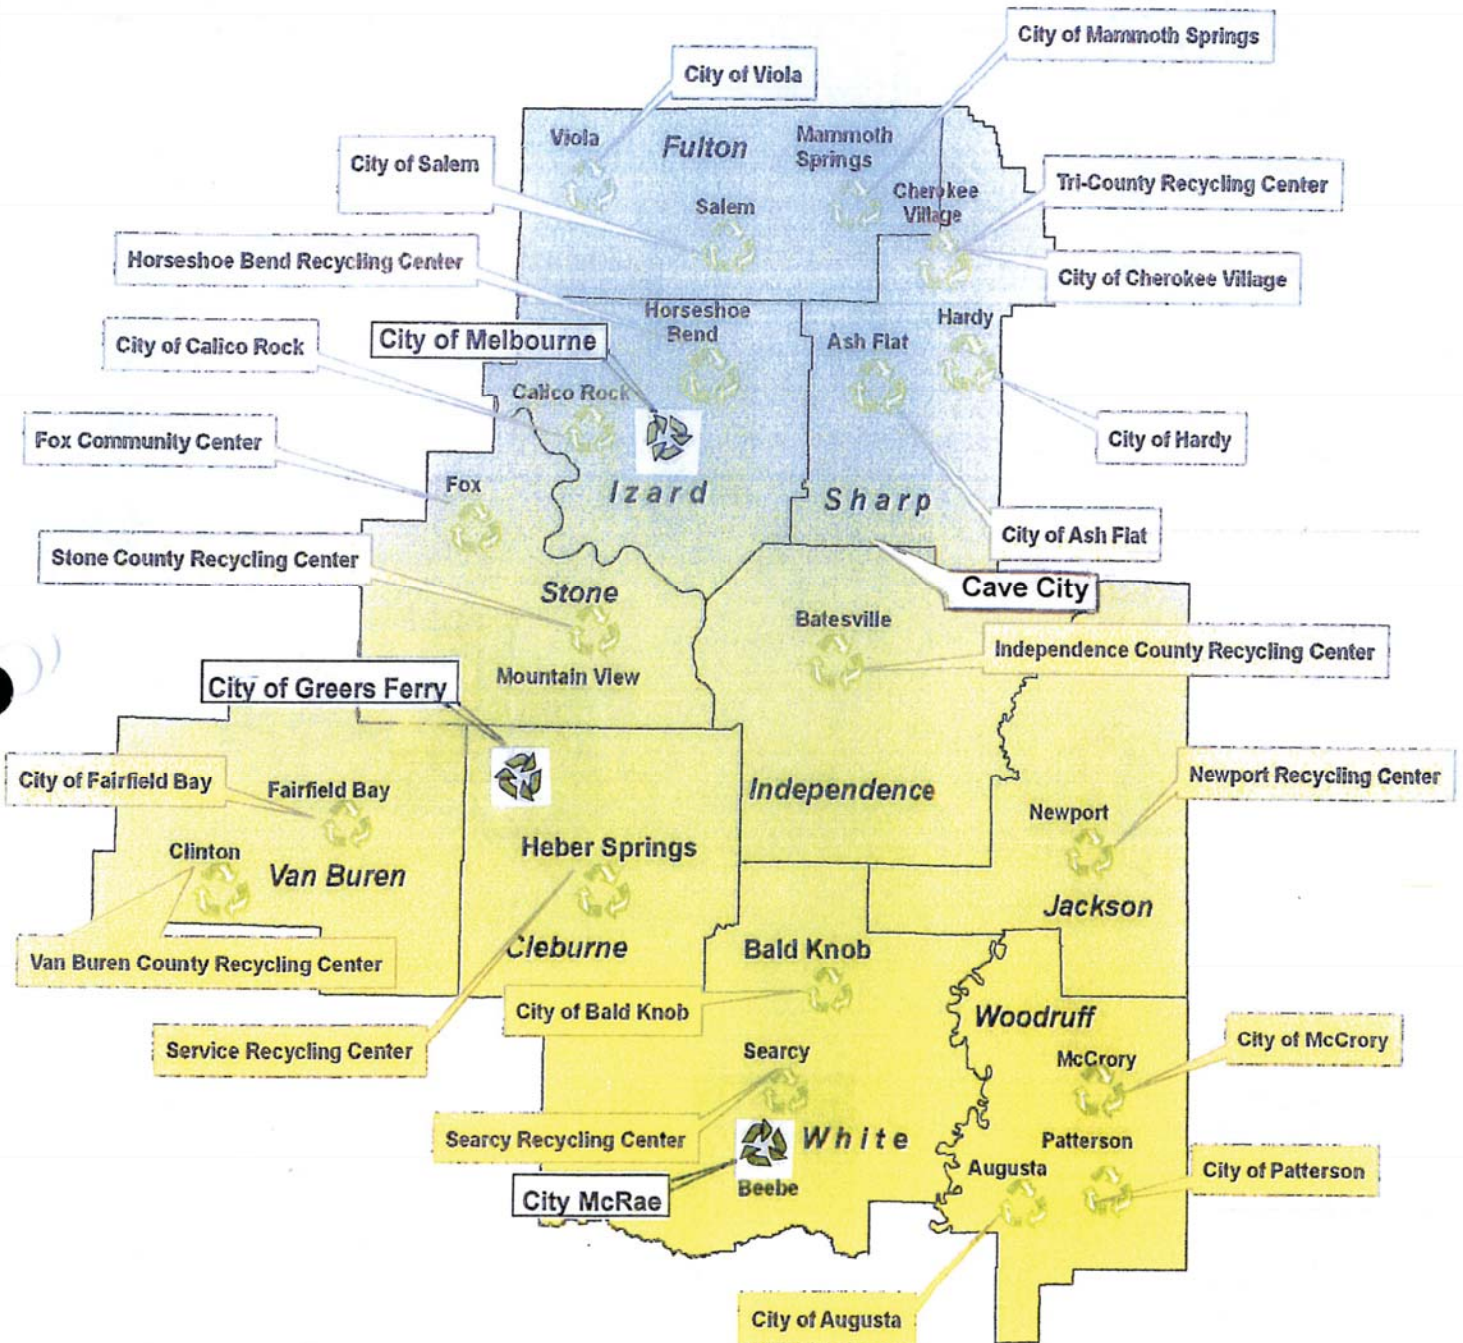 City of Mammoth Springs
City of Viola
Viola
Fulton
Mammoth
Springs
City of Salem
Cherokee
Village
Tri-County Recycling Center
Salem
Horseshoe Bend Recycling Center
City of Cherokee Village
Horseshoe
Bend
Hardy
City of Melbourne
City of Calico Rock
Ash Flat
Calico Rock
Fox Community Center
City of Hardy
Fox
Izard
Sharp
City of Ash Flat
Stone County Recycling Center
Stone
Cave City
Batesville
Independence County Recycling Center
Mountain View
City of Greers Ferry
City of Fairfield Bay
Fairfield Bay
Independence
Newport Recycling Center
Newport
Clinton
Van Buren
Heber Springs
Jackson
Van Buren County Recycling Center
Cleburne
Bald Knob
City of Bald Knob
Woodruff
Service Recycling Center
Searcy
McCrory
City of McCrory
Searcy Recycling Center
White
Patterson
City of Patterson
Augusta
City McRae
Beebe
City of Augusta